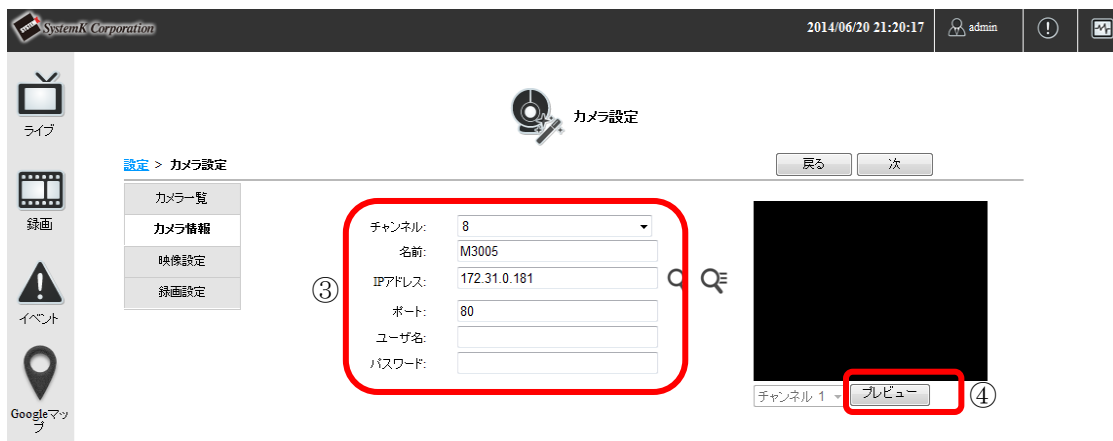 SystemK Corporation
2014/06/20 21:20:17
admin
ライブ
録画
イベント
Googleマッ
プ
カメラ設定
設定 > カメラ設定
戻る
次
カメラ一覧
カメラ情報
映像設定
録画設定
③
チャンネル: 8
名前: M3005
IPアドレス: 172.31.0.181
ポート: 80
ユーザ名:
パスワード:
チャンネル 1
プレビュー
④